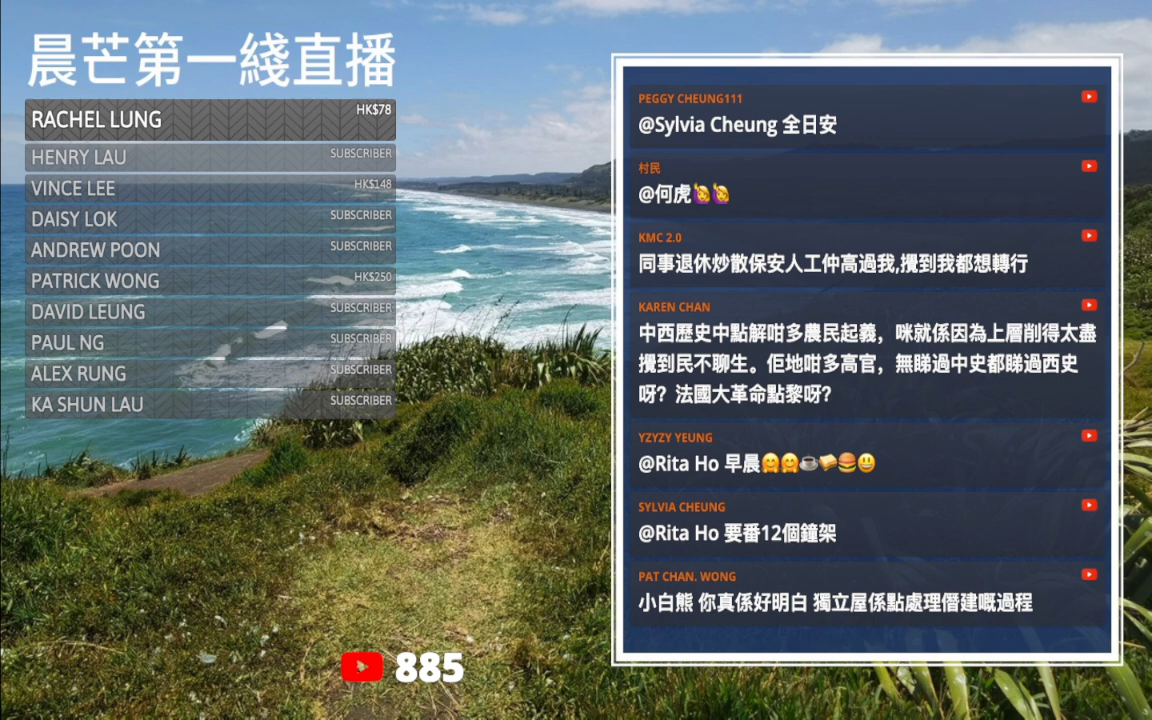 晨芒第一綫直播
RACHEL LUNG HK$78
HENRY LAU SUBSCRIBER
VINCE LEE HK$148
DAISY LOK SUBSCRIBER
ANDREW POON SUBSCRIBER
PATRICK WONG HK$250
DAVID LEUNG SUBSCRIBER
PAUL NG SUBSCRIBER
ALEX RUNG SUBSCRIBER
KA SHUN LAU SUBSCRIBER
885
PEGGY CHEUNG111
@Sylvia Cheung 全日安
村民
@何虎🙋🙋
KMC 2.0
同事退休炒散保安人工仲高過我,攪到我都想轉行
KAREN CHAN
中西歷史中點解咁多農民起義，咪就係因為上層削得太盡
攪到民不聊生。佢地咁多高官，無睇過中史都睇過西史
呀？法國大革命點黎呀？
YZYZY YEUNG
@Rita Ho 早晨🤗🤗☕🥪🍔😃
SYLVIA CHEUNG
@Rita Ho 要番12個鐘架
PAT CHAN. WONG
小白熊 你真係好明白 獨立屋係點處理僭建嘅過程